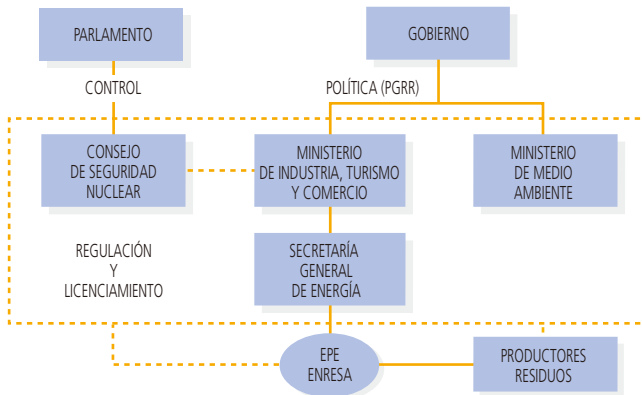 PARLAMENTO
GOBIERNO
CONTROL
POLÍTICA (PGRR)
CONSEJO
DE SEGURIDAD
NUCLEAR
MINISTERIO
DE INDUSTRIA, TURISMO
Y COMERCIO
MINISTERIO
DE MEDIO
AMBIENTE
REGULACIÓN
Y
LICENCIAMIENTO
SECRETARÍA
GENERAL
DE ENERGÍA
EPE
ENRESA
PRODUCTORES
RESIDUOS